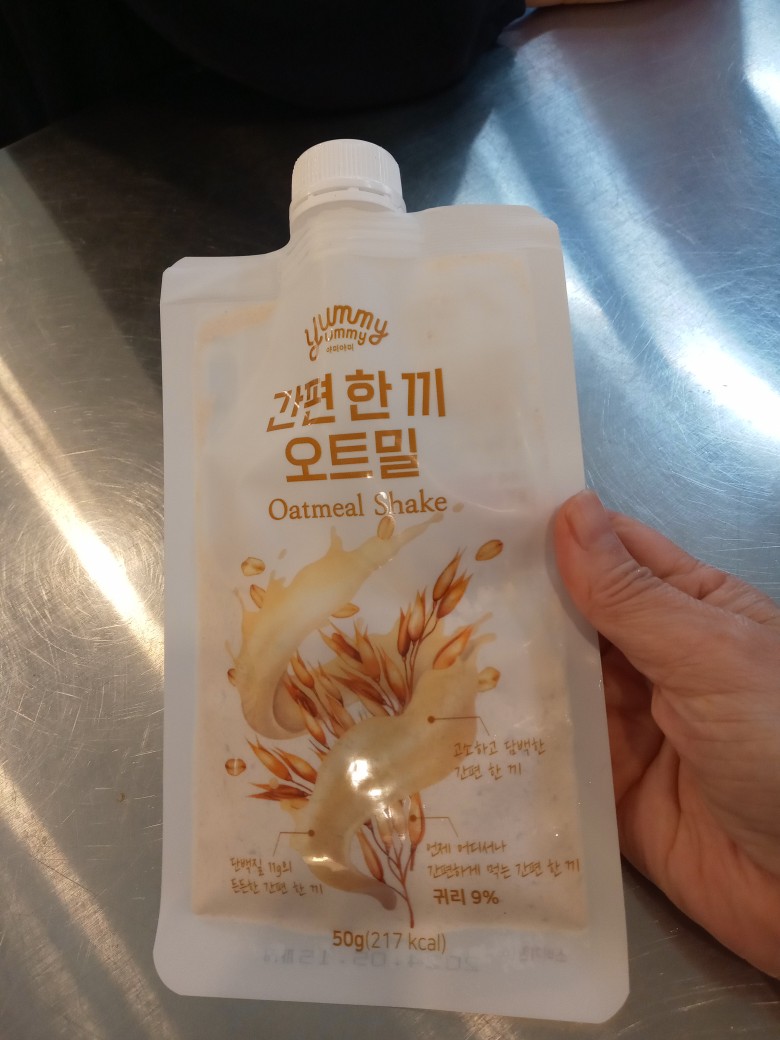 yummy
yummy
야미야미
간편 한 끼
오트밀
Oatmeal Shake
고소하고 담백한
간편 한 끼
언제 어디서나
간편하게 먹는 간편 한 끼
단백질 11g의
든든한 간편 한 끼
귀리 9%
50g(217 kcal)